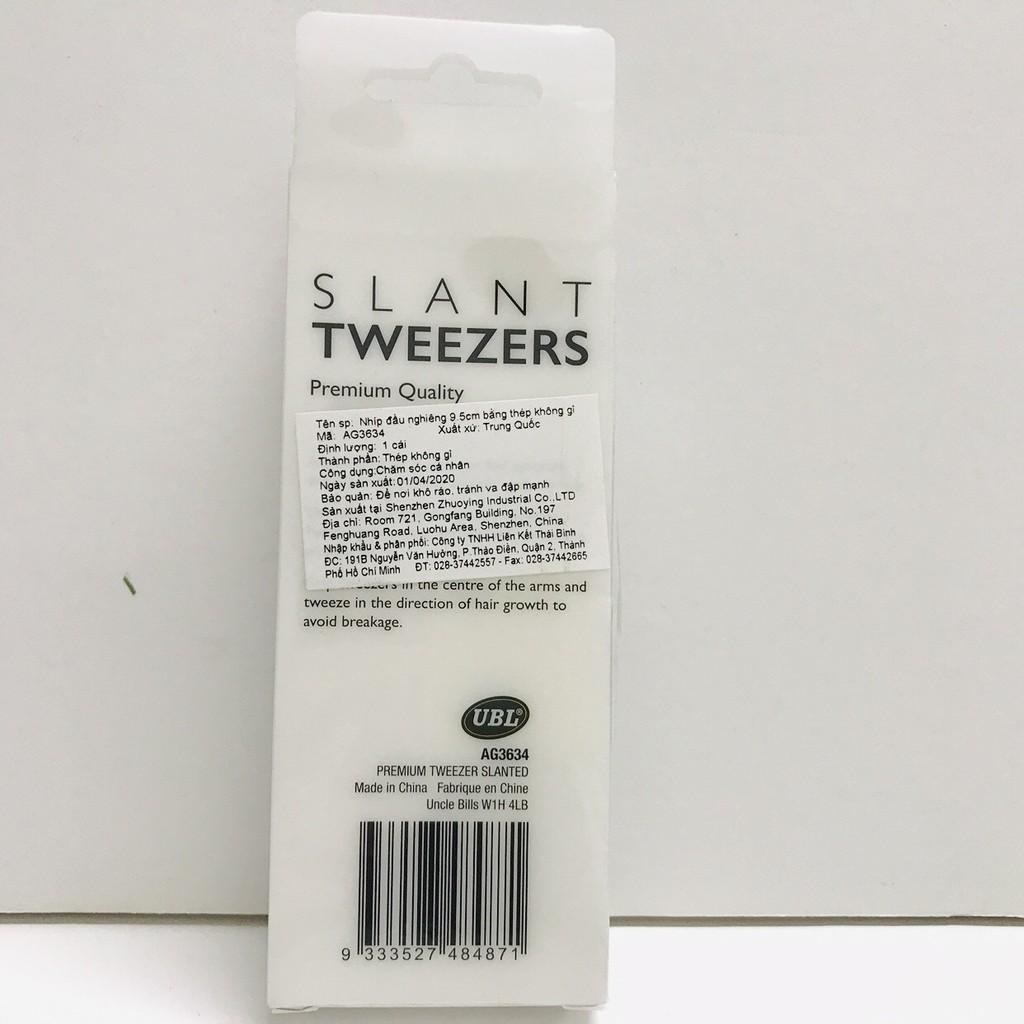 SLANT
TWEEZERS
Premium Quality
Tên sp: Nhíp đầu nghiêng 9.5cm bằng thép không gỉ
Mã: AG3634 Xuất xứ: Trung Quốc
Định lượng: 1 cái
Thành phần: Thép không gỉ
Công dụng:Chăm sóc cá nhân
Ngày sản xuất:01/04/2020
Bảo quản: Để nơi khô ráo, tránh va đập mạnh
Sản xuất tại Shenzhen Zhuoying Industrial Co.,LTD
Địa chỉ: Room 721, Gongfang Building, No.197
Fenghuang Road, Luohu Area, Shenzhen, China
Nhập khẩu & phân phối: Công ty TNHH Liên Kết Thái Bình
ĐC: 191B Nguyễn Văn Hưởng, P.Thảo Điền, Quận 2, Thành
Phố Hồ Chí Minh ĐT: 028-37442557 - Fax: 028-37442665
in the centre of the arms and
tweeze in the direction of hair growth to
avoid breakage.
UBL®
AG3634
PREMIUM TWEEZER SLANTED
Made in China Fabrique en Chine
Uncle Bills W1H 4LB
9 333527 484871